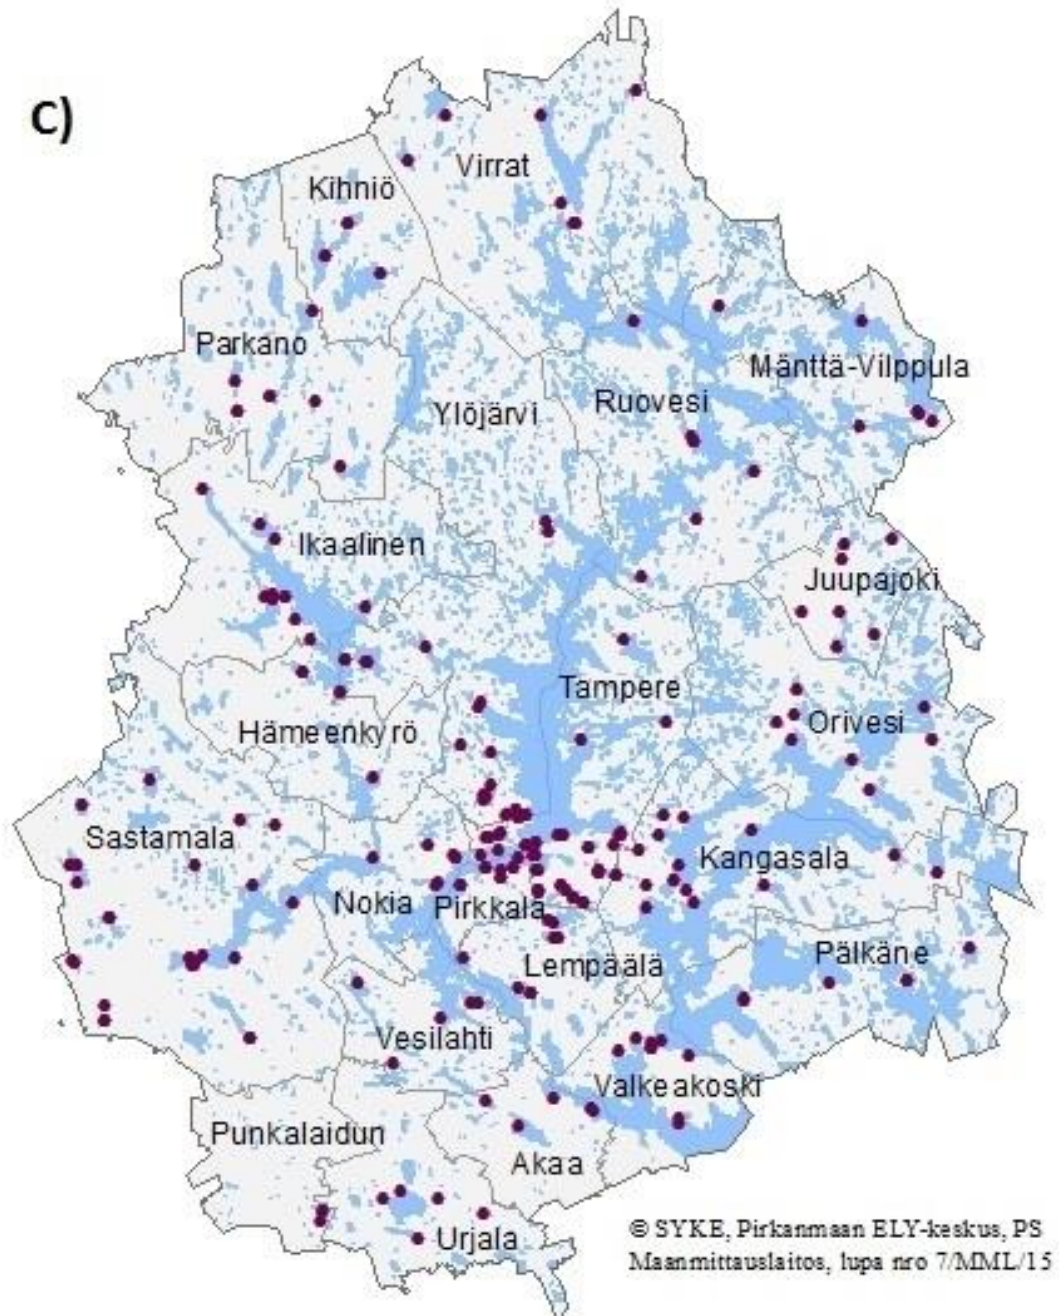 C)
Virrat
Kihniö
Parkano
Mänttä-Vilppula
Ruovesi
Ylöjärvi
Ikaalinen
Juupajoki
Tampere
Orivesi
Hämeenkyrö
Sastamala
Kangasala
Nokia
Pirkkala
Pälkäne
Lempäälä
Vesilahti
Valkeakoski
Punkalaidun
Akaa
Urjala
© SYKE, Pirkanmaan ELY-keskus, PS
Maanmittauslaitos, lupa nro 7/MML/15